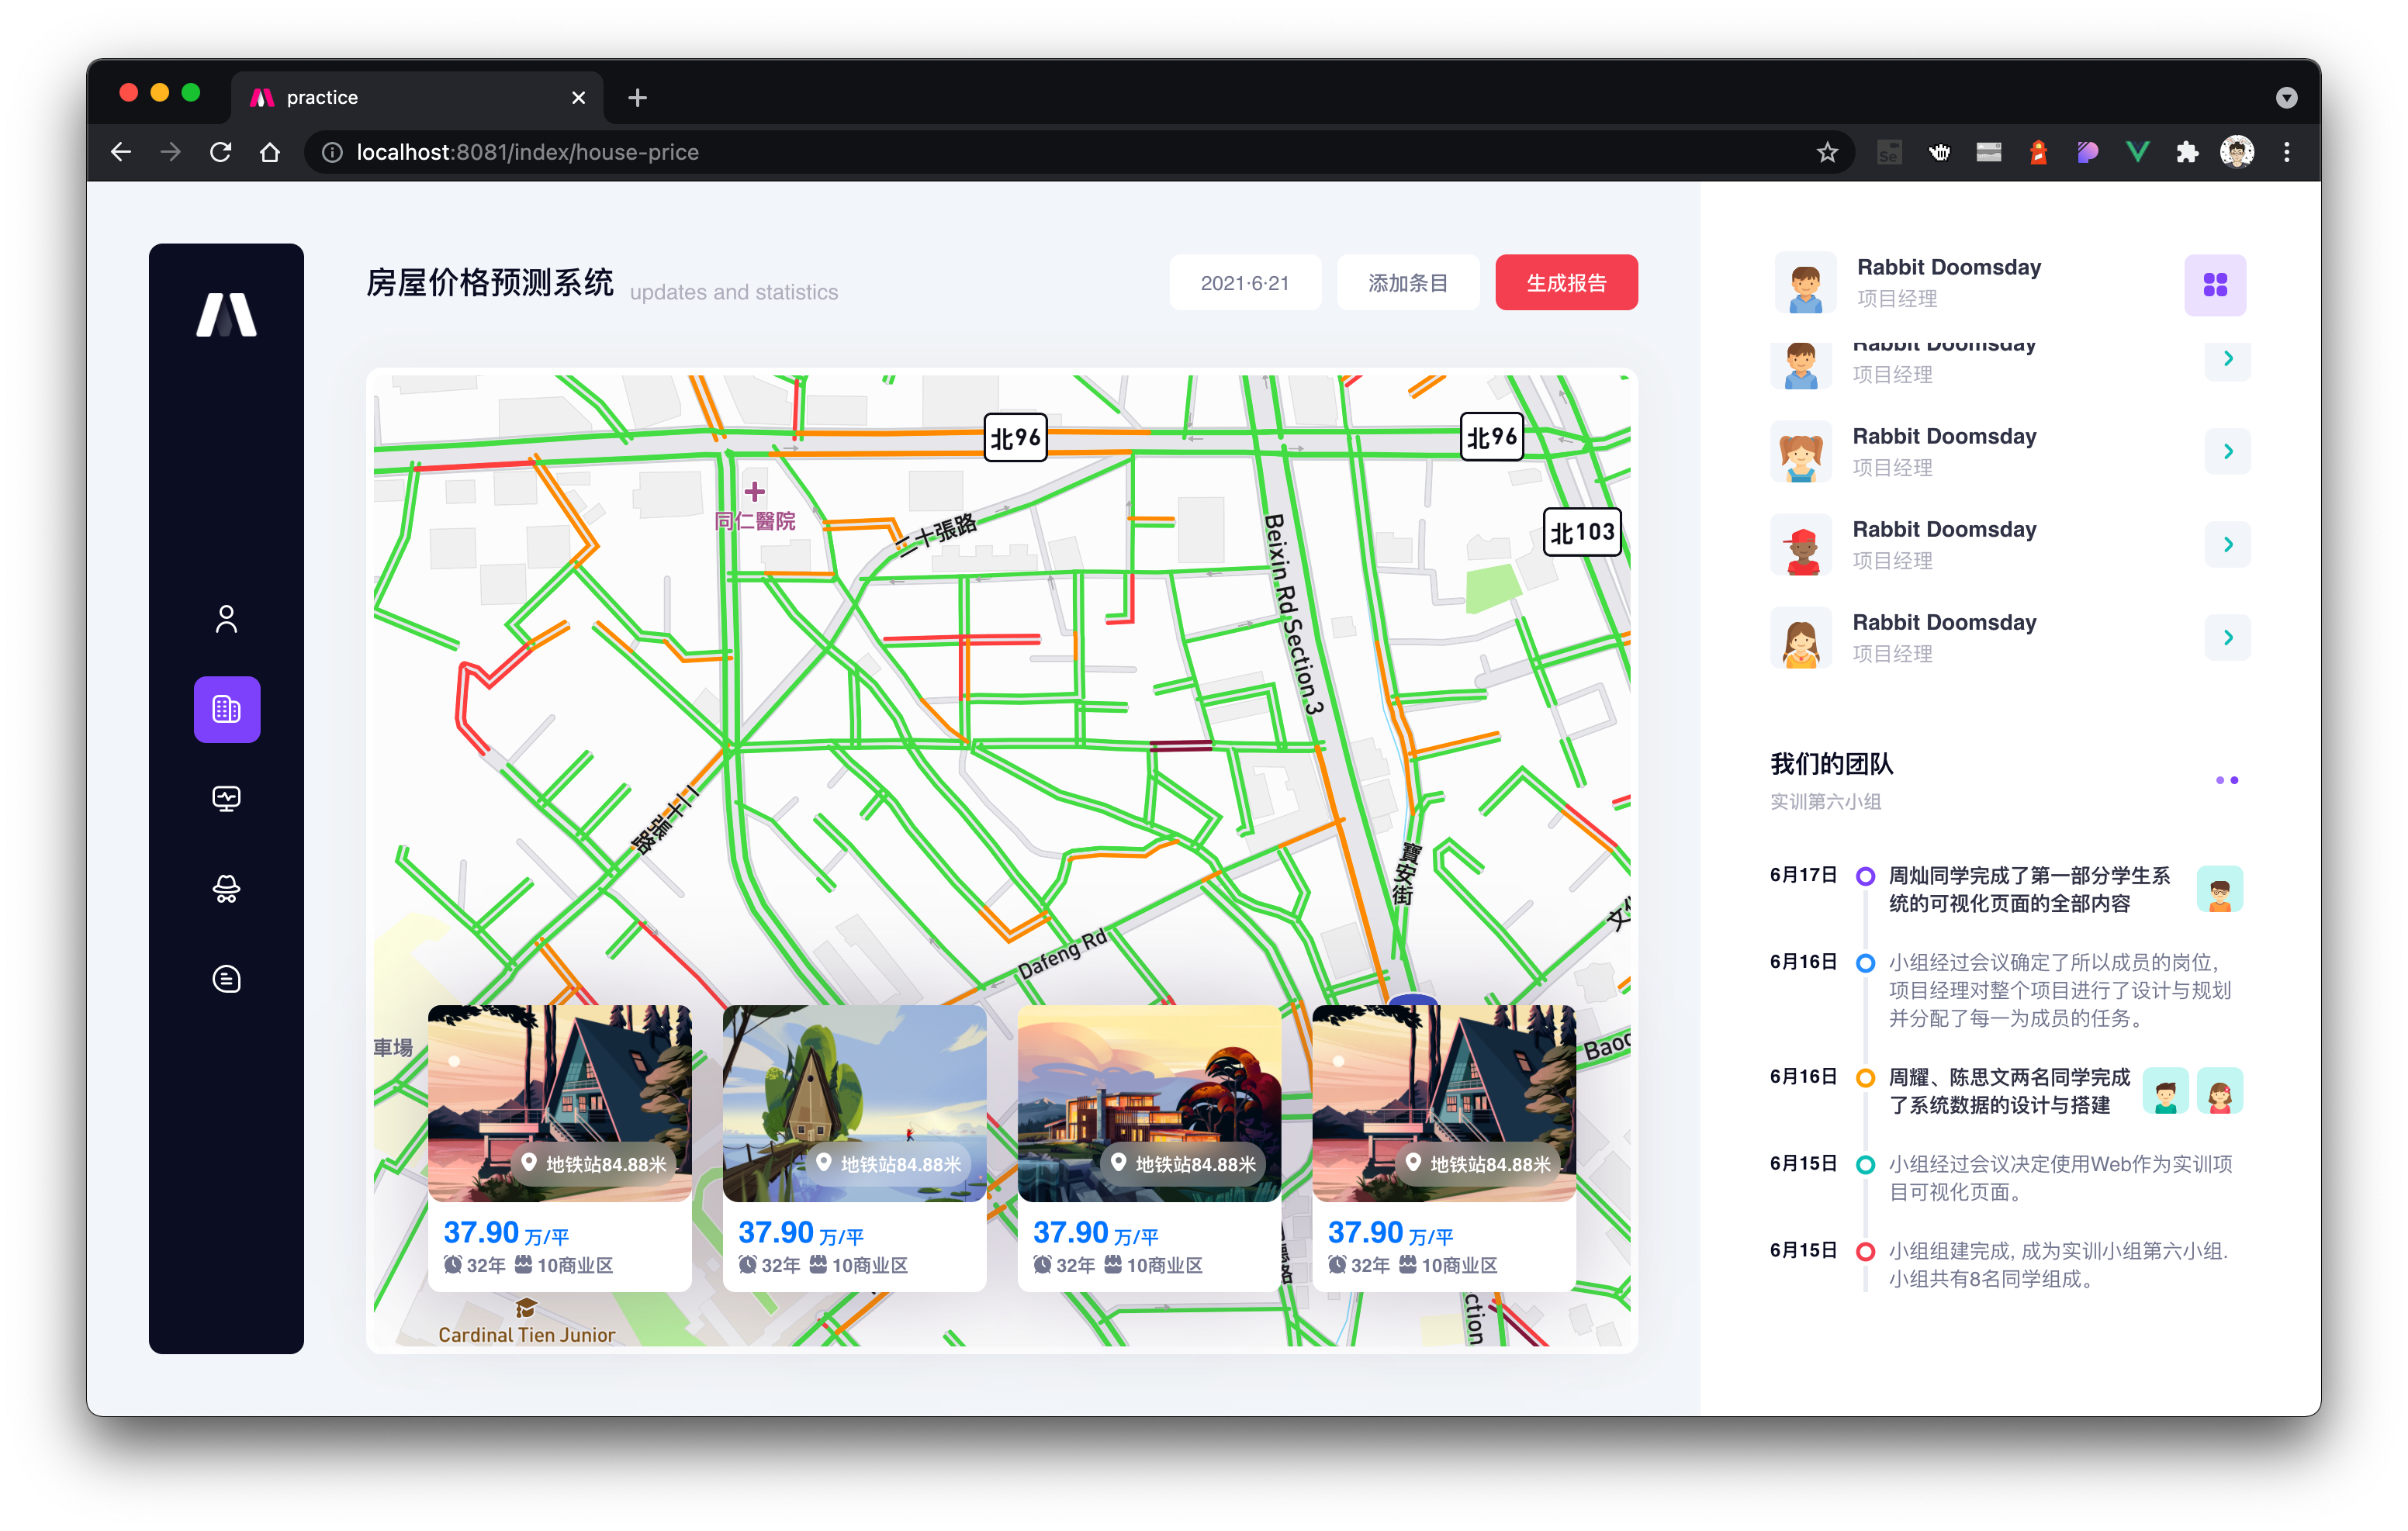 practice
localhost:8081/index/house-price
Se
房屋价格预测系统 updates and statistics
2021·6·21
添加条目
生成报告
北96
北96
北103
同仁醫院
二十張路
Beixin Rd Section 3
二十張路
寶安街
Dafeng Rd
車場
Baoc
地铁站84.88米
地铁站84.88米
地铁站84.88米
地铁站84.88米
37.90 万/平
32年 10商业区
37.90 万/平
32年 10商业区
37.90 万/平
32年 10商业区
37.90 万/平
32年 10商业区
ction
Cardinal Tien Junior
Rabbit Doomsday
项目经理
Rabbit Doomsday
项目经理
Rabbit Doomsday
项目经理
Rabbit Doomsday
项目经理
Rabbit Doomsday
项目经理
我们的团队
实训第六小组
6月17日 周灿同学完成了第一部分学生系
统的可视化页面的全部内容
6月16日 小组经过会议确定了所以成员的岗位,
项目经理对整个项目进行了设计与规划
并分配了每一为成员的任务。
6月16日 周耀、陈思文两名同学完成
了系统数据的设计与搭建
6月15日 小组经过会议决定使用Web作为实训项
目可视化页面。
6月15日 小组组建完成, 成为实训小组第六小组.
小组共有8名同学组成。